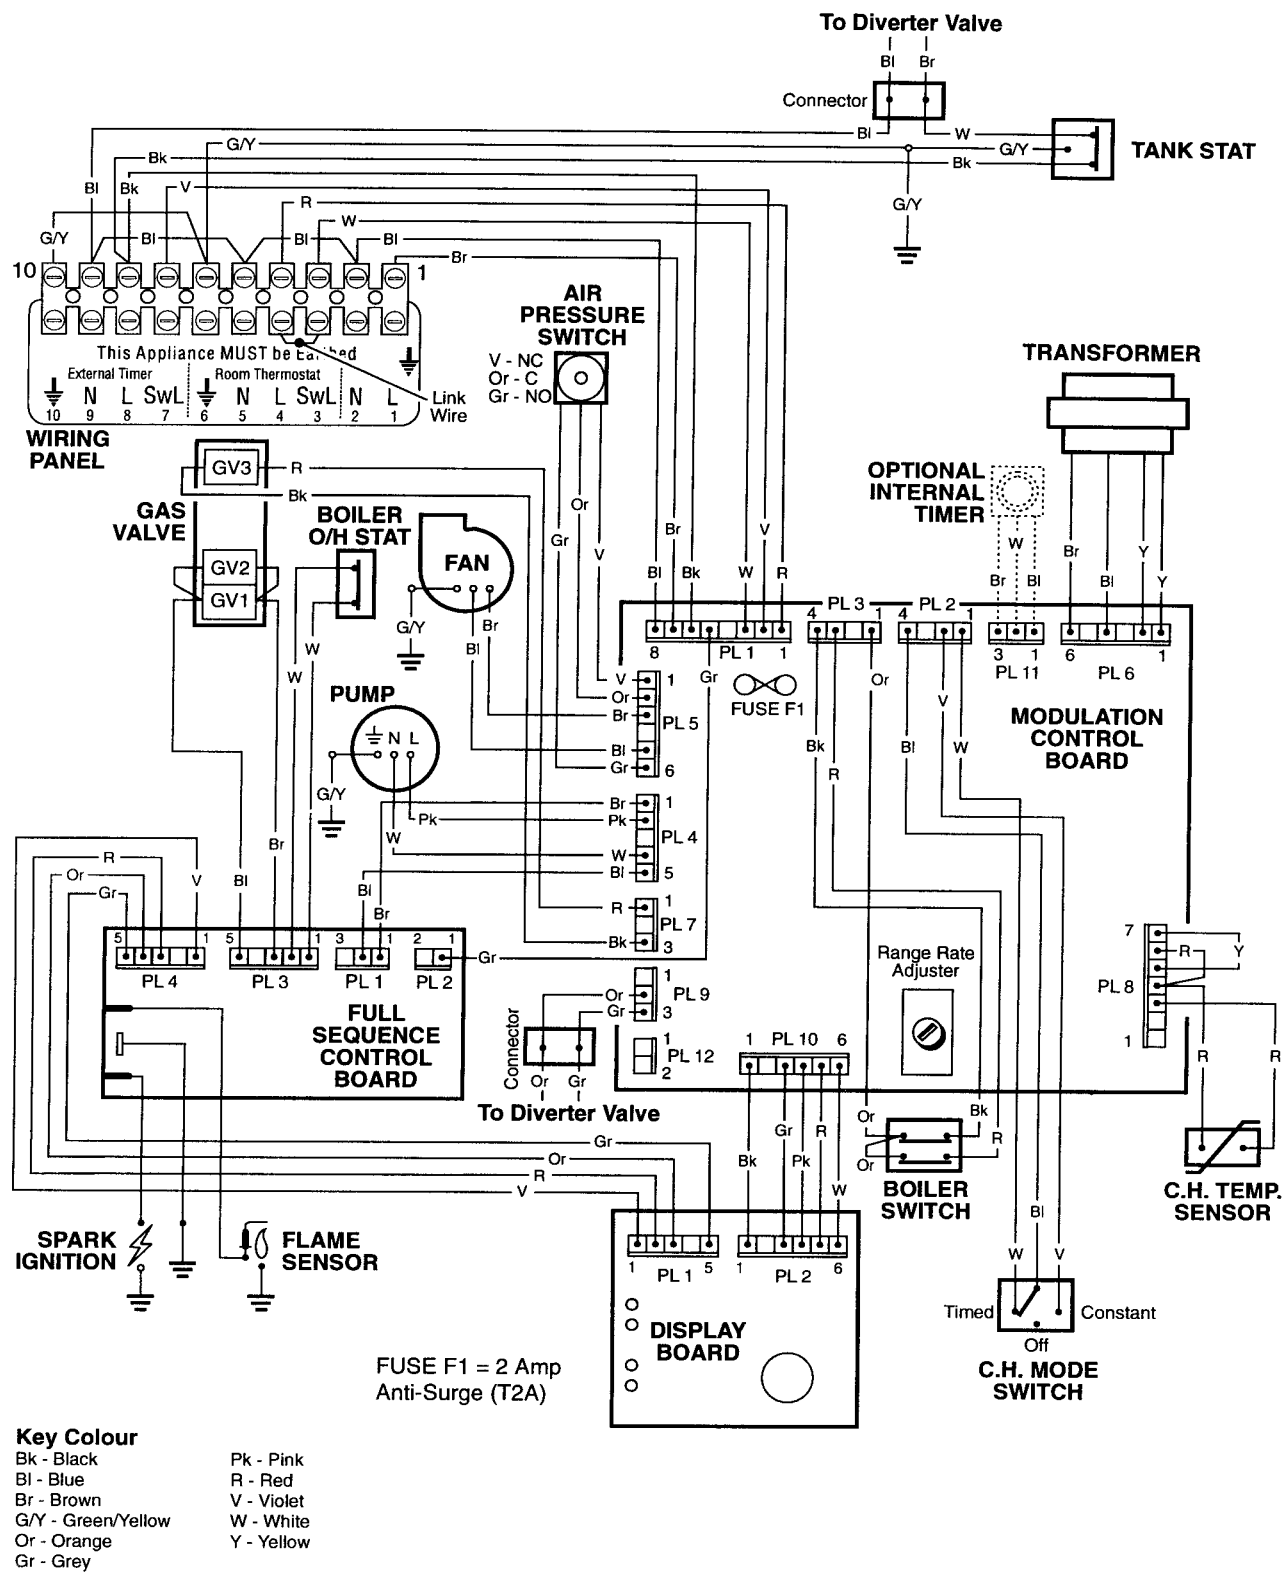 To Diverter Valve
Bl Br
Connector
Bl W
G/Y G/Y
Bk Bk
TANK STAT
Bl Bk V
G/Y
R
W
G/Y Bl Bl Bl
Br
10 1
This Appliance MUST be Earthed
External Timer Room Thermostat
N L SwL N L SwL N L
10 9 8 7 6 5 4 3 2 1
Link
Wire
WIRING
PANEL
AIR
PRESSURE
SWITCH
V - NC
Or - C
Gr - NO
TRANSFORMER
GV3 R
Bk
GAS
VALVE
GV2
GV1
BOILER
O/H STAT
FAN
G/Y Bl Br
Or
Gr V
OPTIONAL
INTERNAL
TIMER
W
Br Bl
Br Bl Y Y
Br V
Bl Bk W R
W W
PUMP
N L
G/Y
W
Pk
8 PL 1 1
Gr
FUSE F1
4 PL 3 1
Or
4 PL 2 1
3 1
PL 11
6 1
PL 6
V 1
Or
Br PL 5
Bl
Gr 6
Br 1
Pk
PL 4
W
Bl 5
R 1
PL 7
Bk 3
1
Or PL 9
Gr 3
1
PL 12
2
MODULATION
CONTROL
BOARD
Bk R
Bl V W
R
Or
Gr
V
Bl Br
Bl
Br
5 1
PL 4
5 1
PL 3
3 1
PL 1
2 1
PL 2
Gr
FULL
SEQUENCE
CONTROL
BOARD
Connector
Or Gr
To Diverter Valve
1 PL 10 6
Range Rate
Adjuster
7
R Y
PL 8
1
R R
Or Bk
R
Or
BOILER
SWITCH
C.H. TEMP.
SENSOR
Gr
Or
R
V
Bk Gr Pk R W
SPARK
IGNITION
FLAME
SENSOR
1 PL 1 5
1 PL 2 6
DISPLAY
BOARD
W Bl V
Timed Constant
Off
C.H. MODE
SWITCH
FUSE F1 = 2 Amp
Anti-Surge (T2A)
Key Colour
Bk - Black
Bl - Blue
Br - Brown
G/Y - Green/Yellow
Or - Orange
Gr - Grey
Pk - Pink
R - Red
V - Violet
W - White
Y - Yellow